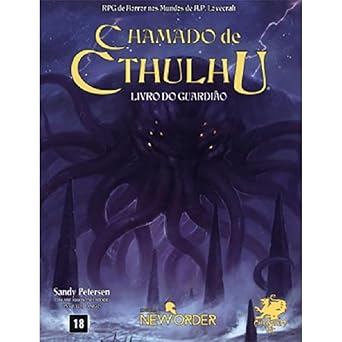 RPG de Horror nos Mundos de H.P. Lovecraft
CHAMADO de
CTHULHU
LIVRO DO GUARDIÃO
Sandy Petersen
18
NEW ORDER